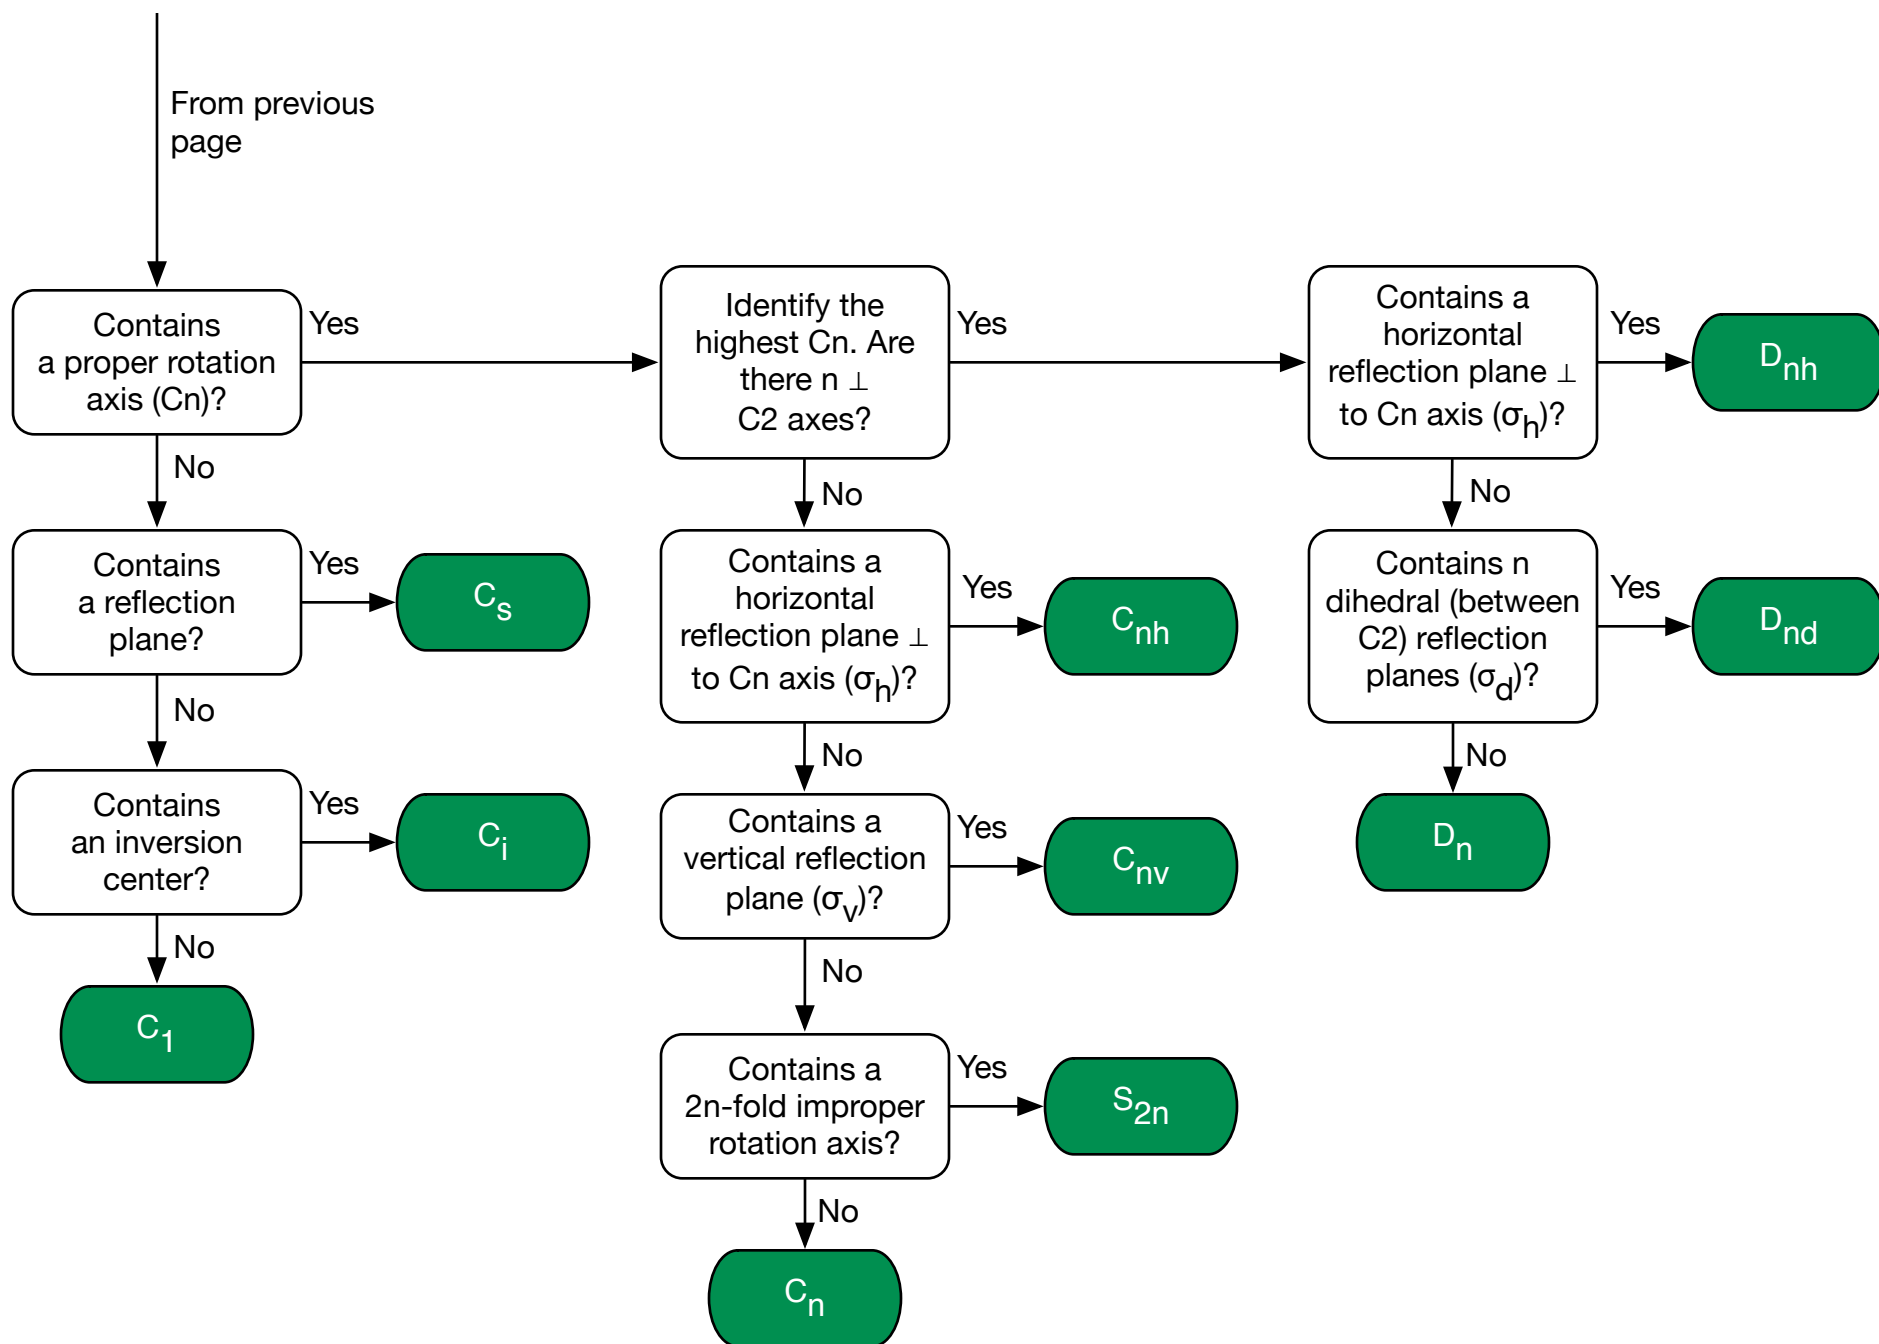 From previous
page
Contains
a proper rotation
axis (Cn)?
Yes
Identify the
highest Cn. Are
there n ⊥
C2 axes?
Yes
Contains a
horizontal
reflection plane ⊥
to Cn axis (σh)?
Yes
Dnh
No
No
No
Contains
a reflection
plane?
Yes
Cs
Contains a
horizontal
reflection plane ⊥
to Cn axis (σh)?
Yes
Cnh
Contains n
dihedral (between
C2) reflection
planes (σd)?
Yes
Dnd
No
No
No
Contains
an inversion
center?
Yes
Ci
Contains a
vertical reflection
plane (σv)?
Yes
Cnv
Dn
No
No
C1
Contains a
2n-fold improper
rotation axis?
Yes
S2n
No
Cn